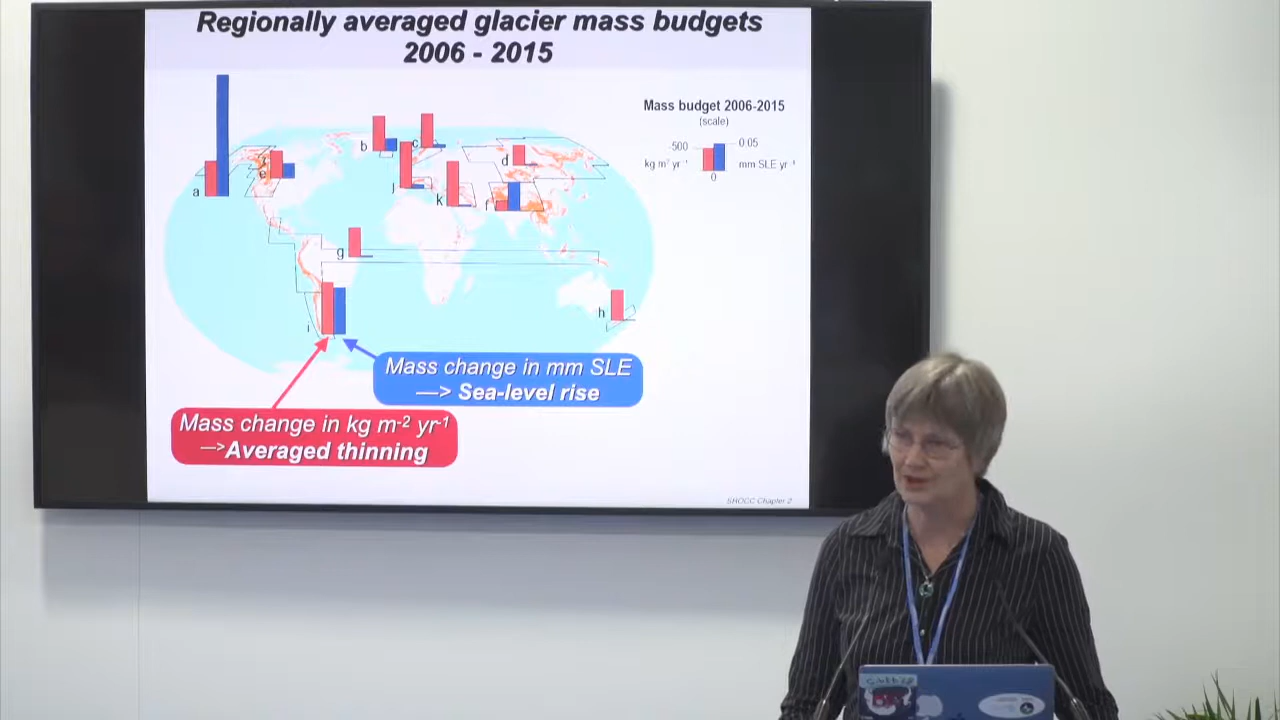 Regionally averaged glacier mass budgets
2006 - 2015
Mass budget 2006-2015
(scale)
-500
0.05
kg m² yr⁻¹
mm SLE yr⁻¹
0
a
b
c
d
e
f
g
h
i
j
k
Mass change in mm SLE
—> Sea-level rise
Mass change in kg m⁻² yr⁻¹
—>Averaged thinning
SROCC Chapter 2